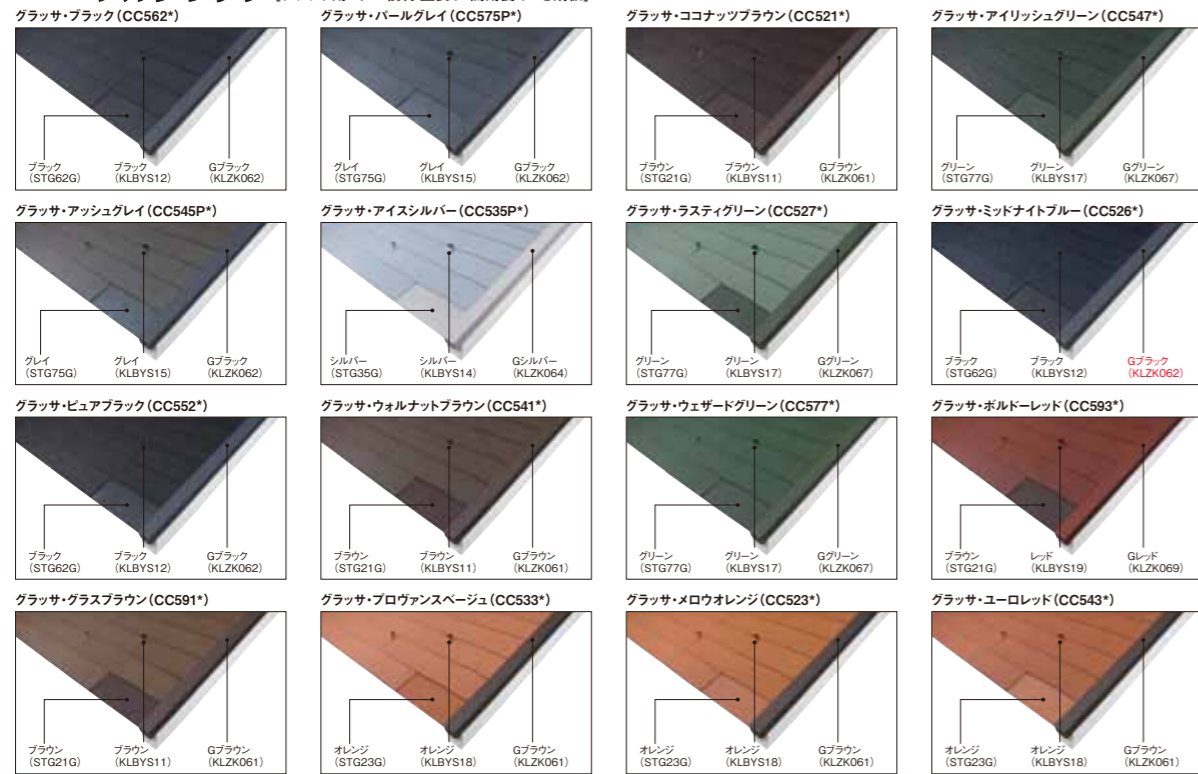 グラッサ・ブラック(CC562*)
ブラック
(STG62G)
ブラック
(KLBYS12)
Gブラック
(KLZK062)
グラッサ・パールグレイ(CC575P*)
グレイ
(STG75G)
グレイ
(KLBYS15)
Gブラック
(KLZK062)
グラッサ・ココナッツブラウン(CC521*)
ブラウン
(STG21G)
ブラウン
(KLBYS11)
Gブラウン
(KLZK061)
グラッサ・アイリッシュグリーン(CC547*)
グリーン
(STG77G)
グリーン
(KLBYS17)
Gグリーン
(KLZK067)
グラッサ・アッシュグレイ(CC545P*)
グレイ
(STG75G)
グレイ
(KLBYS15)
Gブラック
(KLZK062)
グラッサ・アイスシルバー(CC535P*)
シルバー
(STG35G)
シルバー
(KLBYS14)
Gシルバー
(KLZK064)
グラッサ・ラスティグリーン(CC527*)
グリーン
(STG77G)
グリーン
(KLBYS17)
Gグリーン
(KLZK067)
グラッサ・ミッドナイトブルー(CC526*)
ブラック
(STG62G)
ブラック
(KLBYS12)
Gブラック
(KLZK062)
グラッサ・ピュアブラック(CC552*)
ブラック
(STG62G)
ブラック
(KLBYS12)
Gブラック
(KLZK062)
グラッサ・ウォルナットブラウン(CC541*)
ブラウン
(STG21G)
ブラウン
(KLBYS11)
Gブラウン
(KLZK061)
グラッサ・ウェザードグリーン(CC577*)
グリーン
(STG77G)
グリーン
(KLBYS17)
Gグリーン
(KLZK067)
グラッサ・ボルドーレッド(CC593*)
ブラウン
(STG21G)
レッド
(KLBYS19)
Gレッド
(KLZK069)
グラッサ・グラスブラウン(CC591*)
ブラウン
(STG21G)
ブラウン
(KLBYS11)
Gブラウン
(KLZK061)
グラッサ・プロヴァンスベージュ(CC533*)
オレンジ
(STG23G)
オレンジ
(KLBYS18)
Gブラウン
(KLZK061)
グラッサ・メロウオレンジ(CC523*)
オレンジ
(STG23G)
オレンジ
(KLBYS18)
Gブラウン
(KLZK061)
グラッサ・ユーロレッド(CC543*)
オレンジ
(STG23G)
オレンジ
(KLBYS18)
Gブラウン
(KLZK061)